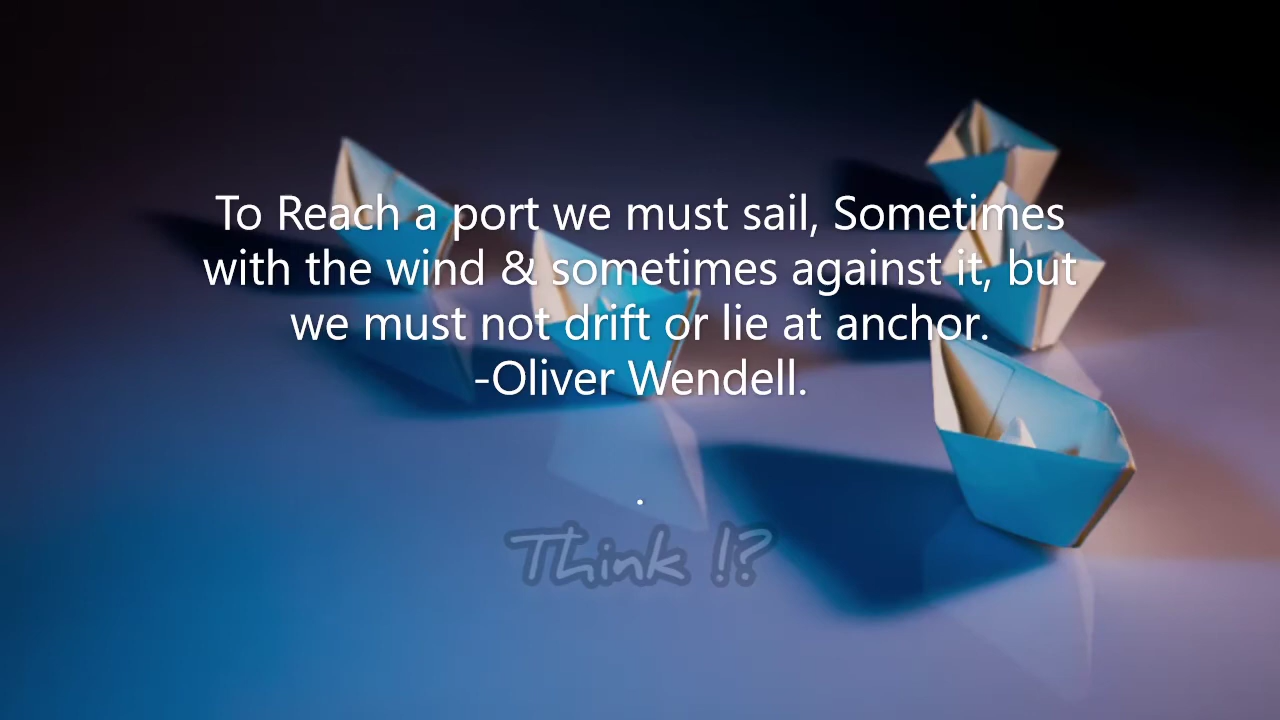 To Reach a port we must sail, Sometimes
with the wind & sometimes against it, but
we must not drift or lie at anchor.
-Oliver Wendell.
.
Think !?